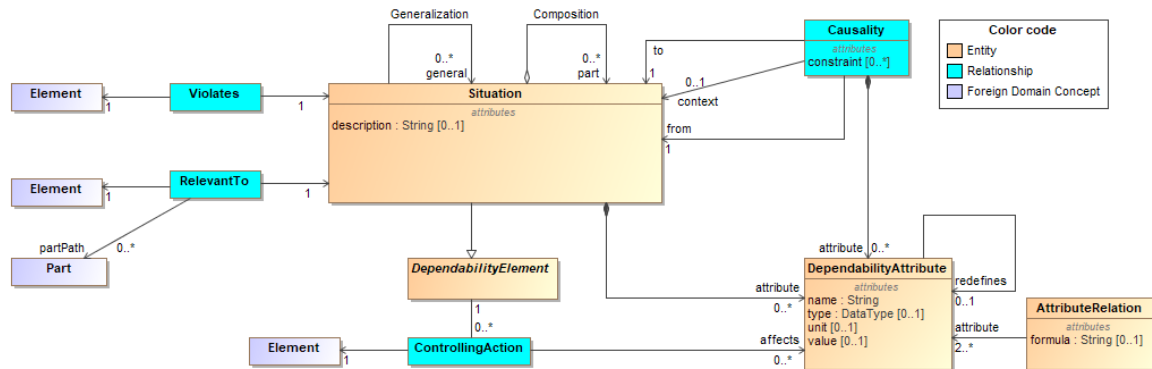 Generalization
Composition
Causality
attributes
constraint [0..*]
Color code
Entity
Relationship
Foreign Domain Concept
0..*
general
0..*
part
to
1
0..1
context
from
1
Element
1
Violates
1
Situation
attributes
description : String [0..1]
Element
1
RelevantTo
1
partPath
0..*
Part
DependabilityElement
1
0..*
Element
1
ControllingAction
attribute
0..*
affects
0..*
attribute
0..*
DependabilityAttribute
attributes
name : String
type : DataType [0..1]
unit [0..1]
value [0..1]
redefines
0..1
attribute
2..*
AttributeRelation
attributes
formula : String [0..1]